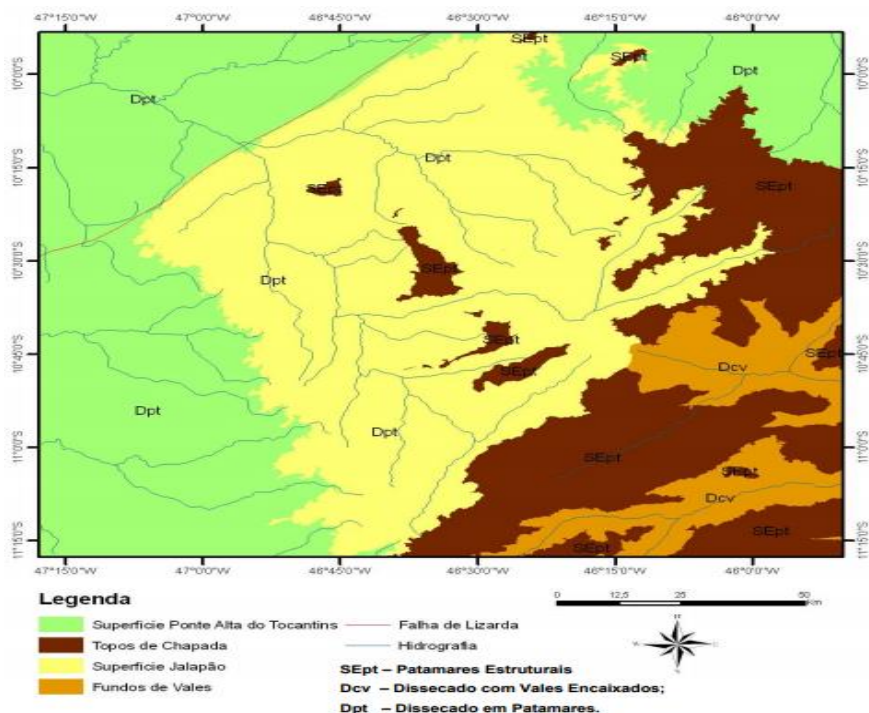 47°15'0"W 47°0'0"W 46°45'0"W 46°30'0"W 46°15'0"W 46°0'0"W
SEpt
SEpt
Dpt
10°0'0"S 10°0'0"S
Dpt
Dpt
10°15'0"S 10°15'0"S
SEpt
SEpt
10°30'0"S 10°30'0"S
SEpt
Dpt
SEpt
SEpt
10°45'0"S 10°45'0"S
Dcv
SEpt
Dpt
Dpt
11°0'0"S 11°0'0"S
SEpt
SEpt
Dcv
SEpt
11°15'0"S 11°15'0"S
SEpt
47°15'0"W 47°0'0"W 46°45'0"W 46°30'0"W 46°15'0"W 46°0'0"W
Legenda
0 12,5 25 50
Km
Superficie Ponte Alta do Tocantins Falha de Lizarda
Topos de Chapada Hidrografia
Superficie Jalapão
Fundos de Vales
SEpt – Patamares Estruturais
Dcv – Dissecado com Vales Encaixados;
Dpt – Dissecado em Patamares.